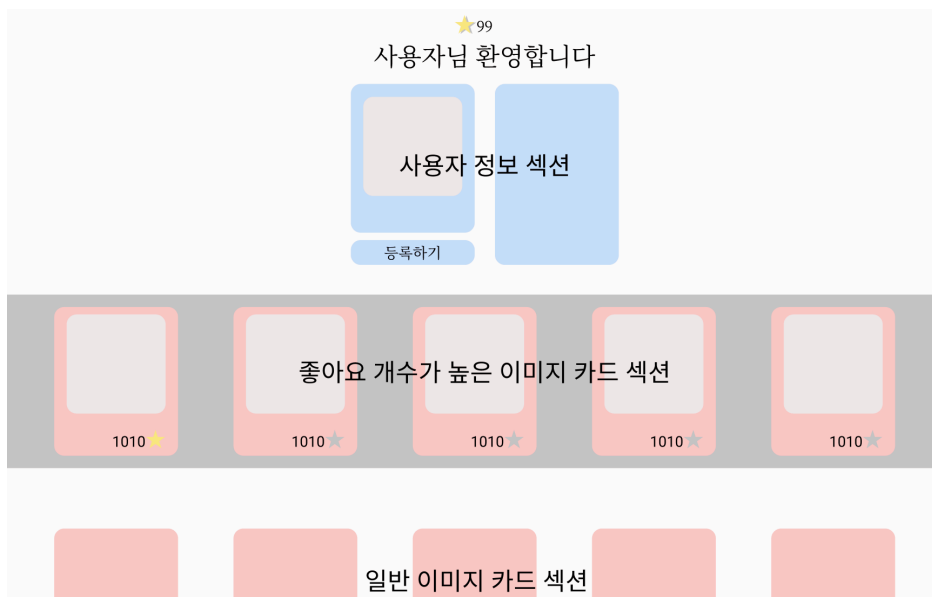 99
사용자님 환영합니다
사용자 정보 섹션
등록하기
좋아요 개수가 높은 이미지 카드 섹션
1010
1010
1010
1010
1010
일반 이미지 카드 섹션